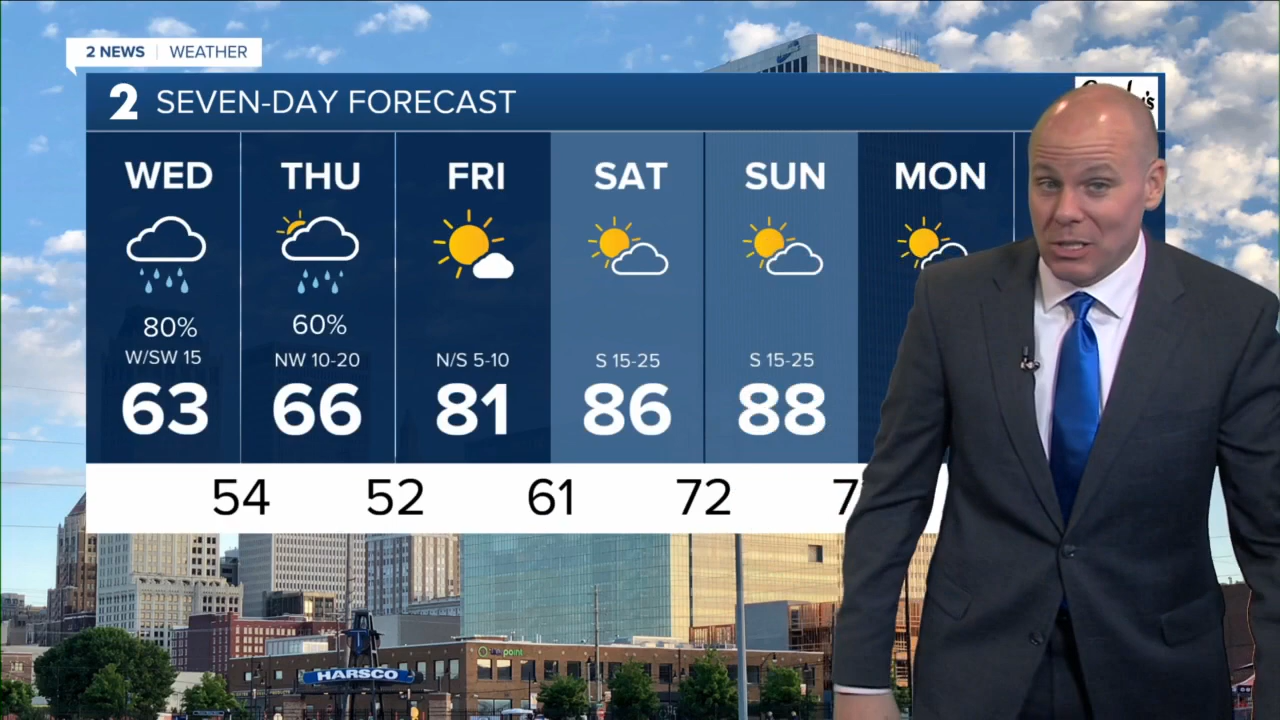 2 NEWS | WEATHER
2 SEVEN-DAY FORECAST
WED THU FRI SAT SUN MON
80% 60%
W/SW 15 NW 10-20 N/S 5-10 S 15-25 S 15-25
63 66 81 86 88
54 52 61 72 7
HARSCO